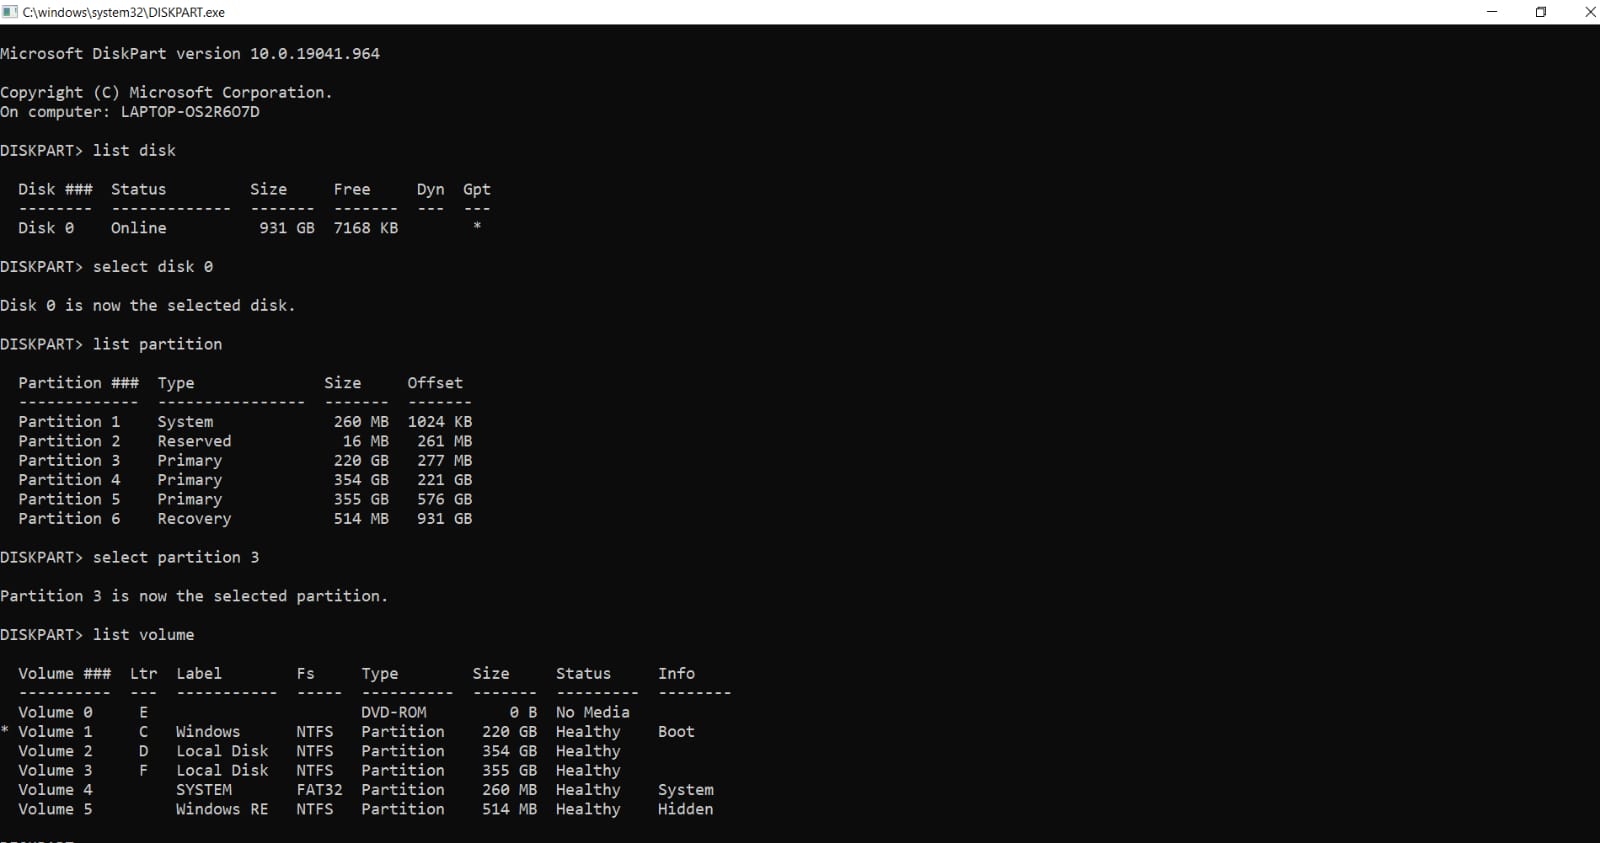 C:\windows\system32\DISKPART.exe
Microsoft DiskPart version 10.0.19041.964
Copyright (C) Microsoft Corporation.
On computer: LAPTOP-OS2R6O7D
DISKPART> list disk
  Disk ###  Status         Size     Free     Dyn  Gpt
  --------  -------------  -------  -------  ---  ---
  Disk 0    Online          931 GB  7168 KB        *
DISKPART> select disk 0
Disk 0 is now the selected disk.
DISKPART> list partition
  Partition ###  Type              Size     Offset
  -------------  ----------------  -------  -------
  Partition 1    System             260 MB  1024 KB
  Partition 2    Reserved            16 MB   261 MB
  Partition 3    Primary            220 GB   277 MB
  Partition 4    Primary            354 GB   221 GB
  Partition 5    Primary            355 GB   576 GB
  Partition 6    Recovery           514 MB   931 GB
DISKPART> select partition 3
Partition 3 is now the selected partition.
DISKPART> list volume
  Volume ###  Ltr  Label        Fs     Type        Size     Status     Info
  ----------  ---  -----------  -----  ----------  -------  ---------  --------
  Volume 0     E                       DVD-ROM         0 B  No Media
* Volume 1     C   Windows      NTFS   Partition    220 GB  Healthy    Boot
  Volume 2     D   Local Disk   NTFS   Partition    354 GB  Healthy
  Volume 3     F   Local Disk   NTFS   Partition    355 GB  Healthy
  Volume 4         SYSTEM       FAT32  Partition    260 MB  Healthy    System
  Volume 5         Windows RE   NTFS   Partition    514 MB  Healthy    Hidden